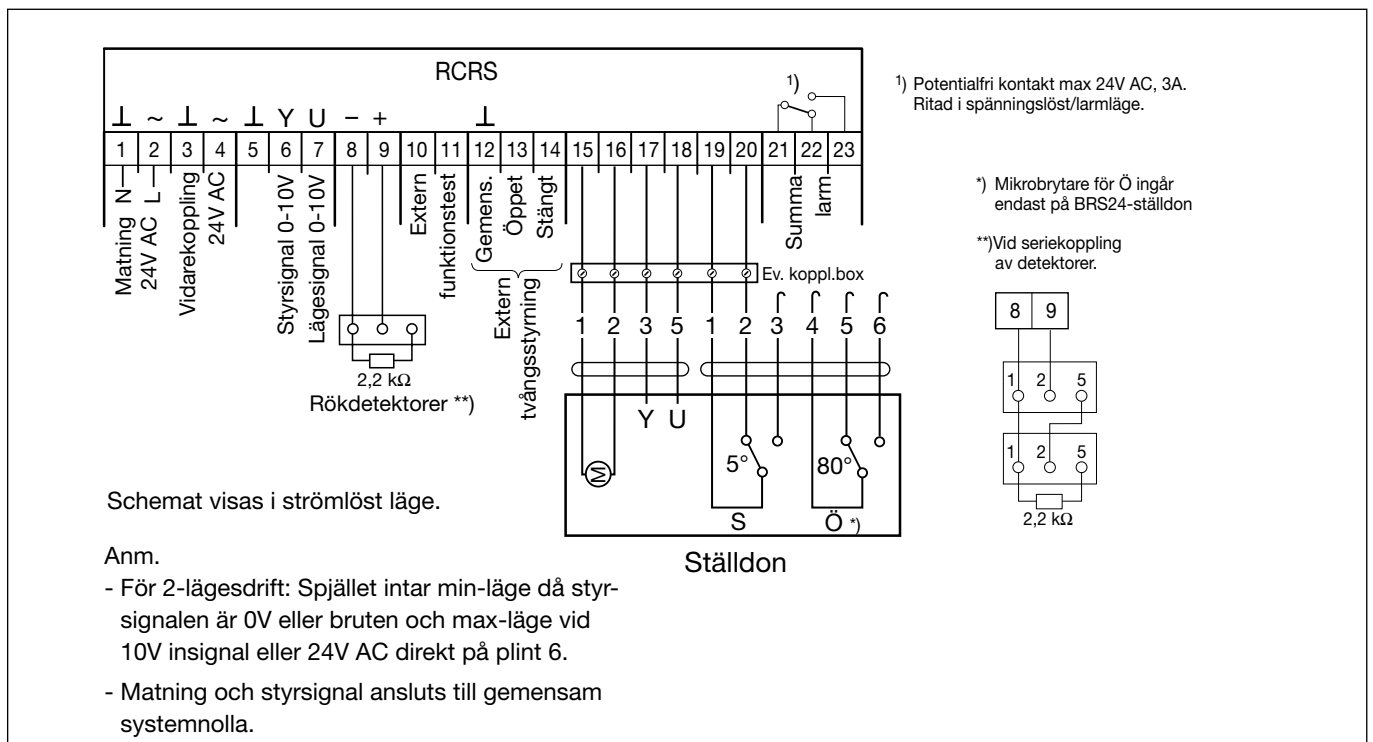 RCRS
1)
⊥ ~ ⊥ ~ ⊥ Y U − + ⊥
1 2 3 4 5 6 7 8 9 10 11 12 13 14 15 16 17 18 19 20 21 22 23
Matning N
24V AC L
Vidarekoppling
24V AC
Styrsignal 0-10V
Lägesignal 0-10V
Extern
funktionstest
Gemens.
Öppet
Stängt
Extern
tvångsstyrning
Summa
larm
1) Potentialfri kontakt max 24V AC, 3A.
Ritad i spänningslöst/larmläge.
*) Mikrobrytare för Ö ingår
endast på BRS24-ställdon
**)Vid seriekoppling
av detektorer.
Ev. koppl.box
8 9
1 2 5
1 2 5
2,2 kΩ
2,2 kΩ
Rökdetektorer **)
1 2 3 5 1 2 3 4 5 6
Y U
M
5° 80°
S Ö *)
Ställdon
Schemat visas i strömlöst läge.
Anm.
- För 2-lägesdrift: Spjället intar min-läge då styr-
signalen är 0V eller bruten och max-läge vid
10V insignal eller 24V AC direkt på plint 6.
- Matning och styrsignal ansluts till gemensam
systemnolla.